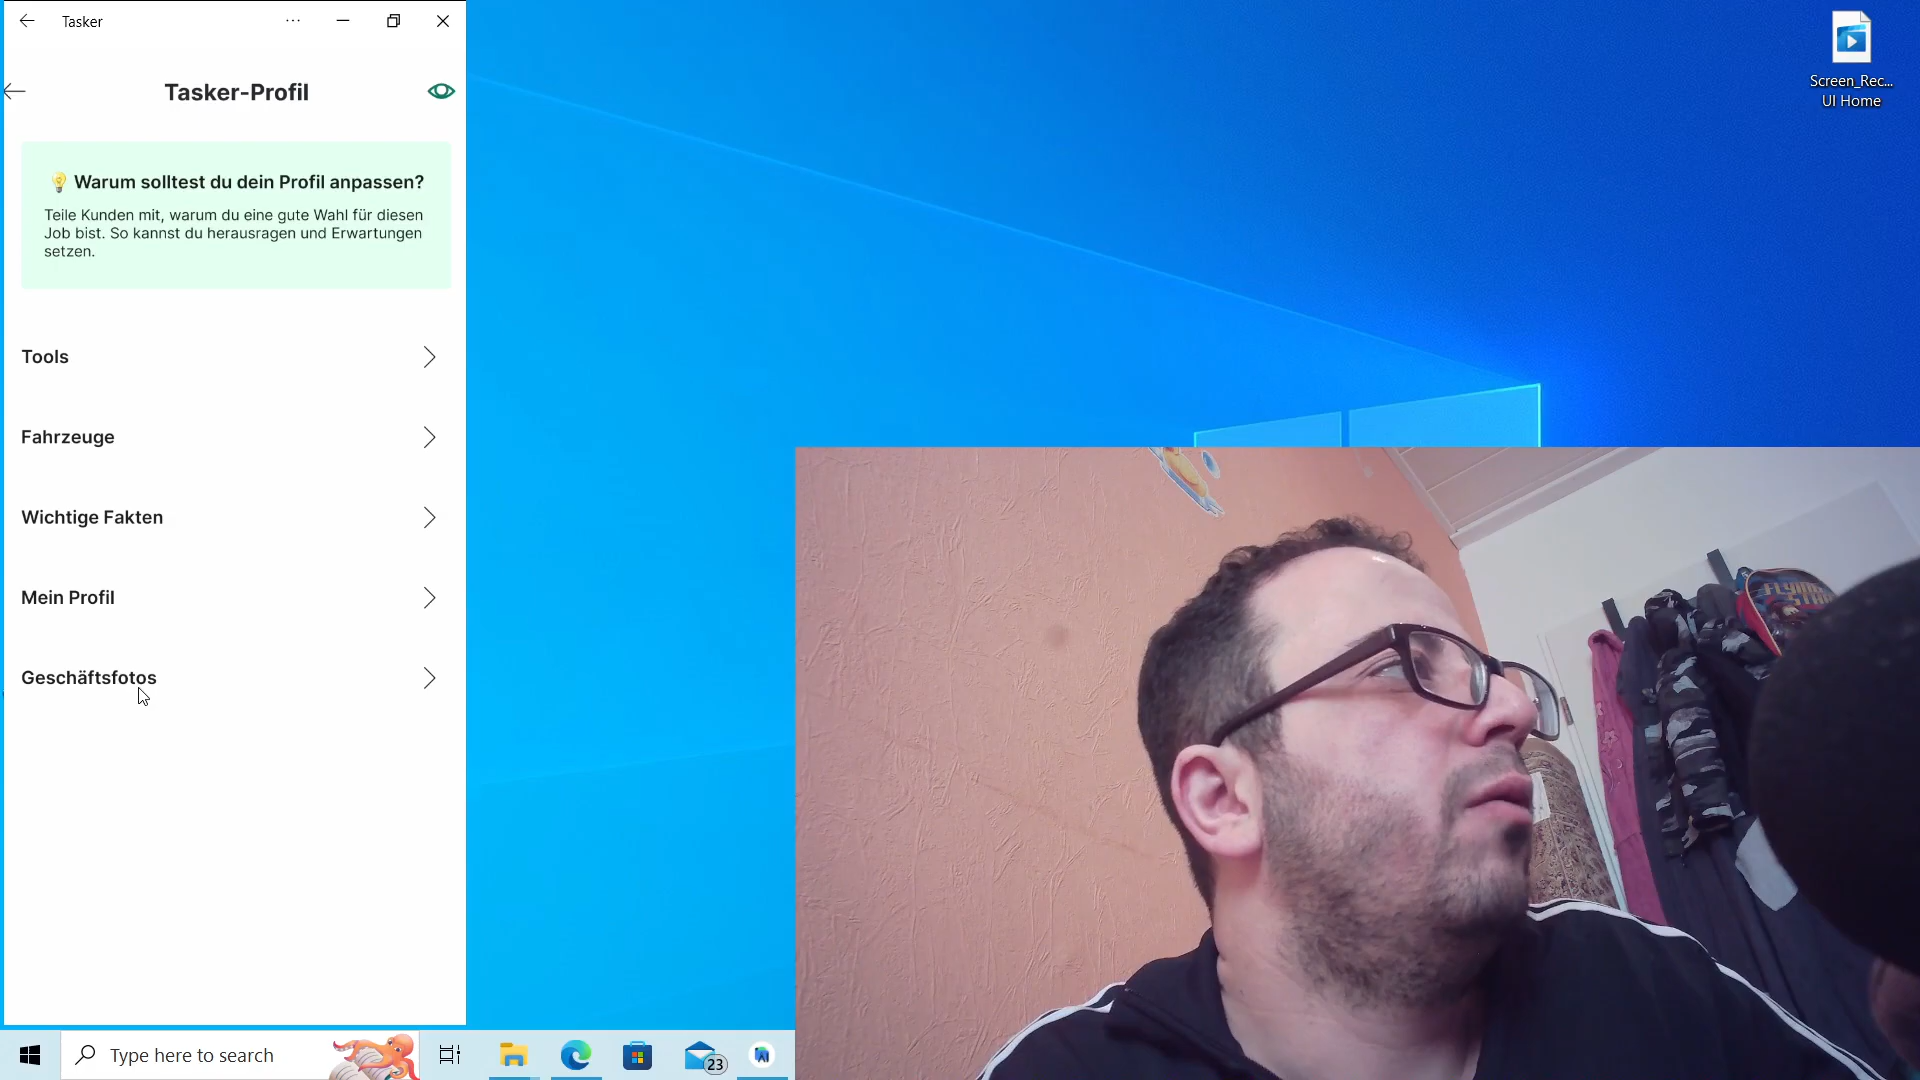 Tasker
Tasker-Profil
Warum solltest du dein Profil anpassen?
Teile Kunden mit, warum du eine gute Wahl für diesen
Job bist. So kannst du herausragen und Erwartungen
setzen.
Tools
Fahrzeuge
Wichtige Fakten
Mein Profil
Geschäftsfotos
Screen_Rec...
UI Home
FLYING
Type here to search
23